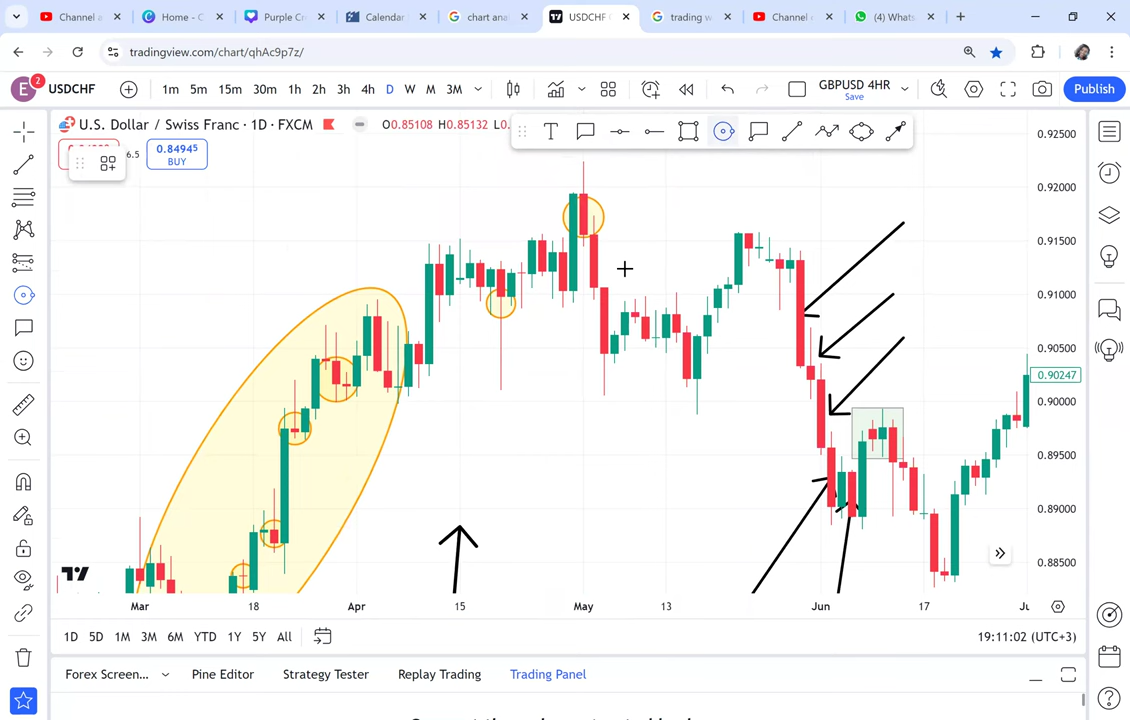 Channel a
Home - C
Purple Cr
Calendar
chart anal
USDCHF
trading w
Channel
(4) Whats
tradingview.com/chart/qhAc9p7z/
E 2 USDCHF 1m 5m 15m 30m 1h 2h 3h 4h D W M 3M GBPUSD 4HR Save Publish
U.S. Dollar / Swiss Franc · 1D · FXCM O0.85108 H0.85132 L0.
6.5 0.84945
BUY
0.92500
0.92000
0.91500
0.91000
0.90500
0.90247
0.90000
0.89500
0.89000
0.88500
Mar 18 Apr 15 May 13 Jun 17 Ju
1D 5D 1M 3M 6M YTD 1Y 5Y All 19:11:02 (UTC+3)
Forex Screen... Pine Editor Strategy Tester Replay Trading Trading Panel